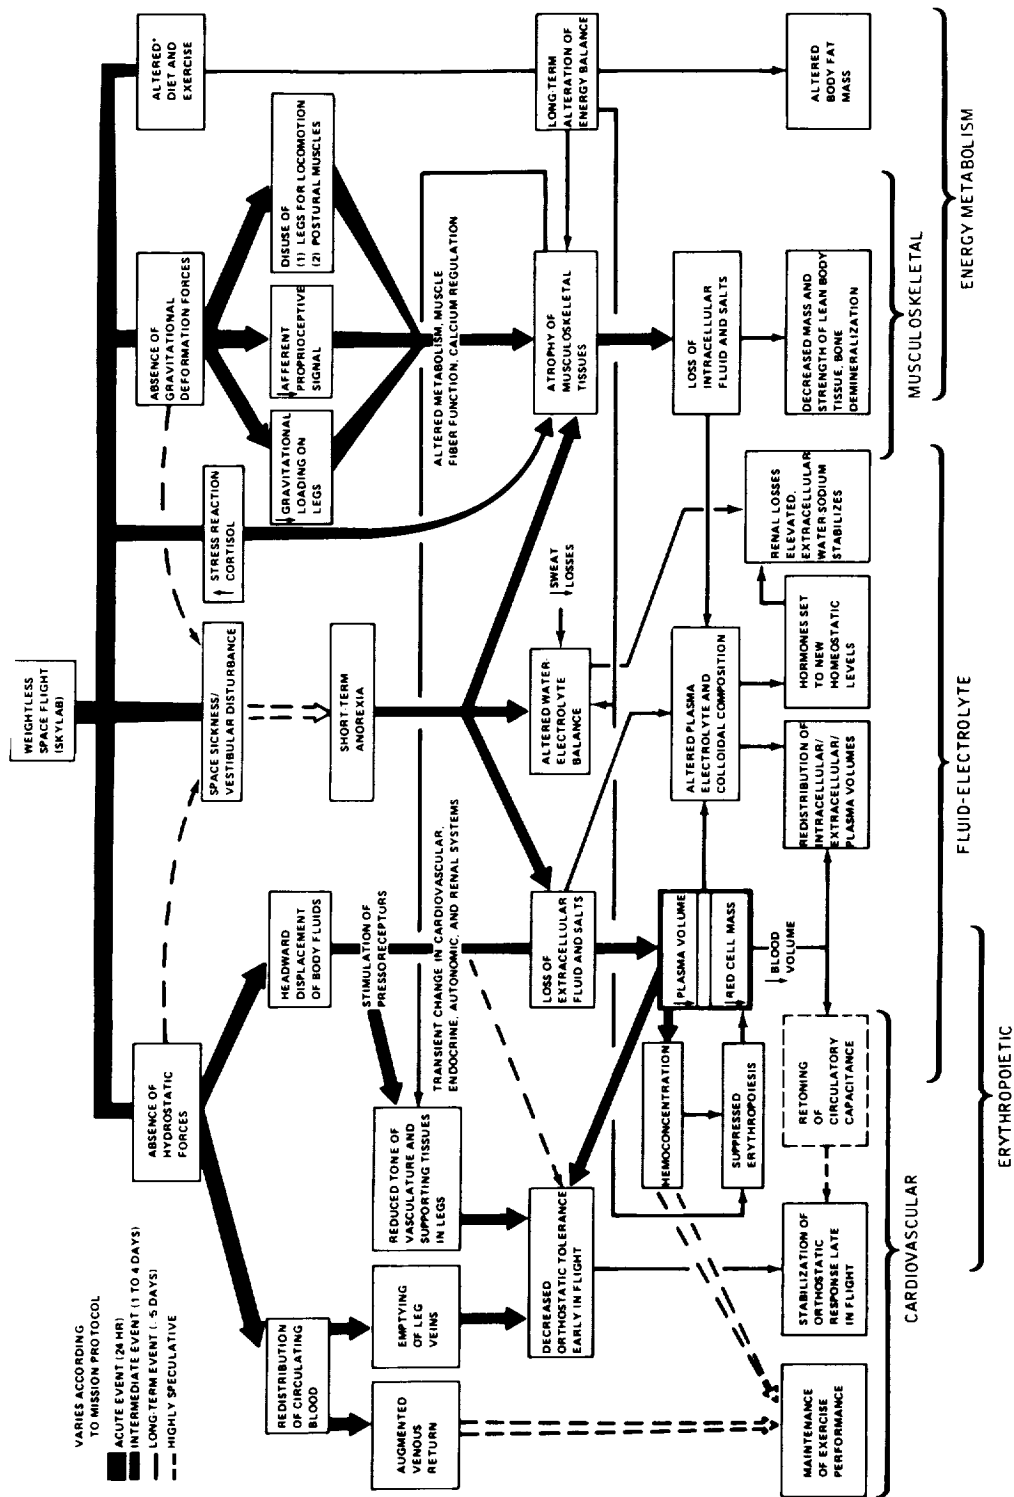 WEIGHTLESS
SPACE FLIGHT
(SKYLAB)
VARIES ACCORDING
TO MISSION PROTOCOL
ACUTE EVENT (24 HR)
INTERMEDIATE EVENT (1 TO 4 DAYS)
LONG-TERM EVENT ( 5 DAYS)
HIGHLY SPECULATIVE
ABSENCE OF
HYDROSTATIC
FORCES
SPACE SICKNESS/
VESTIBULAR DISTURBANCE
↑ STRESS REACTION
CORTISOL
ABSENCE OF
GRAVITATIONAL
DEFORMATION FORCES
ALTERED*
DIET AND
EXERCISE
REDISTRIBUTION
OF CIRCULATING
BLOOD
HEADWARD
DISPLACEMENT
OF BODY FLUIDS
SHORT TERM
ANOREXIA
↓GRAVITATIONAL
LOADING ON
LEGS
↓AFFERENT
PROPRIOCEPTIVE
SIGNAL
DISUSE OF
(1) LEGS FOR LOCOMOTION
(2) POSTURAL MUSCLES
AUGMENTED
VENOUS
RETURN
EMPTYING
OF LEG
VEINS
REDUCED TONE OF
VASCULATURE AND
SUPPORTING TISSUES
IN LEGS
STIMULATION OF
PRESSORECEPTORS
TRANSIENT CHANGE IN CARDIOVASCULAR,
ENDOCRINE, AUTONOMIC, AND RENAL SYSTEMS
ALTERED METABOLISM, MUSCLE
FIBER FUNCTION, CALCIUM REGULATION
DECREASED
ORTHOSTATIC TOLERANCE
EARLY IN FLIGHT
LOSS OF
EXTRACELLULAR
FLUID AND SALTS
ALTERED WATER-
ELECTROLYTE
BALANCE
↓SWEAT
LOSSES
ATROPHY OF
MUSCULOSKELETAL
TISSUES
LONG-TERM
ALTERATION OF
ENERGY BALANCE
HEMOCONCENTRATION
SUPPRESSED
ERYTHROPOIESIS
↓PLASMA VOLUME
↓RED CELL MASS
↓BLOOD
VOLUME
ALTERED PLASMA
ELECTROLYTE AND
COLLOIDAL COMPOSITION
LOSS OF
INTRACELLULAR
FLUID AND SALTS
MAINTENANCE
OF EXERCISE
PERFORMANCE
STABILIZATION OF
ORTHOSTATIC
RESPONSE LATE
IN FLIGHT
RETONING
OF
CIRCULATORY
CAPACITANCE
REDISTRIBUTION OF
INTRACELLULAR/
EXTRACELLULAR/
PLASMA VOLUMES
HORMONES SET
TO NEW
HOMEOSTATIC
LEVELS
RENAL LOSSES
ELEVATED,
EXTRACELLULAR
WATER SODIUM
STABILIZES
DECREASED MASS AND
STRENGTH OF LEAN BODY
TISSUE, BONE
DEMINERALIZATION
ALTERED
BODY FAT
MASS
CARDIOVASCULAR
ERYTHROPOIETIC
FLUID-ELECTROLYTE
MUSCULOSKELETAL
ENERGY METABOLISM